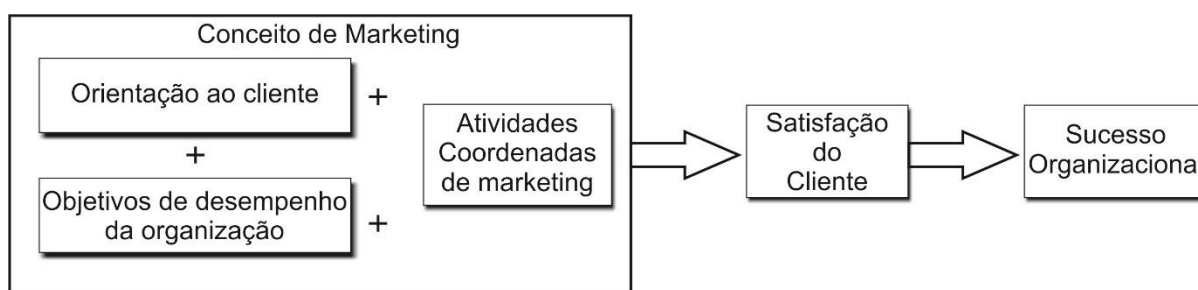 Conceito de Marketing
Orientação ao cliente
+
+
Objetivos de desempenho
da organização
+
Atividades
Coordenadas
de marketing
Satisfação
do
Cliente
Sucesso
Organizaciona